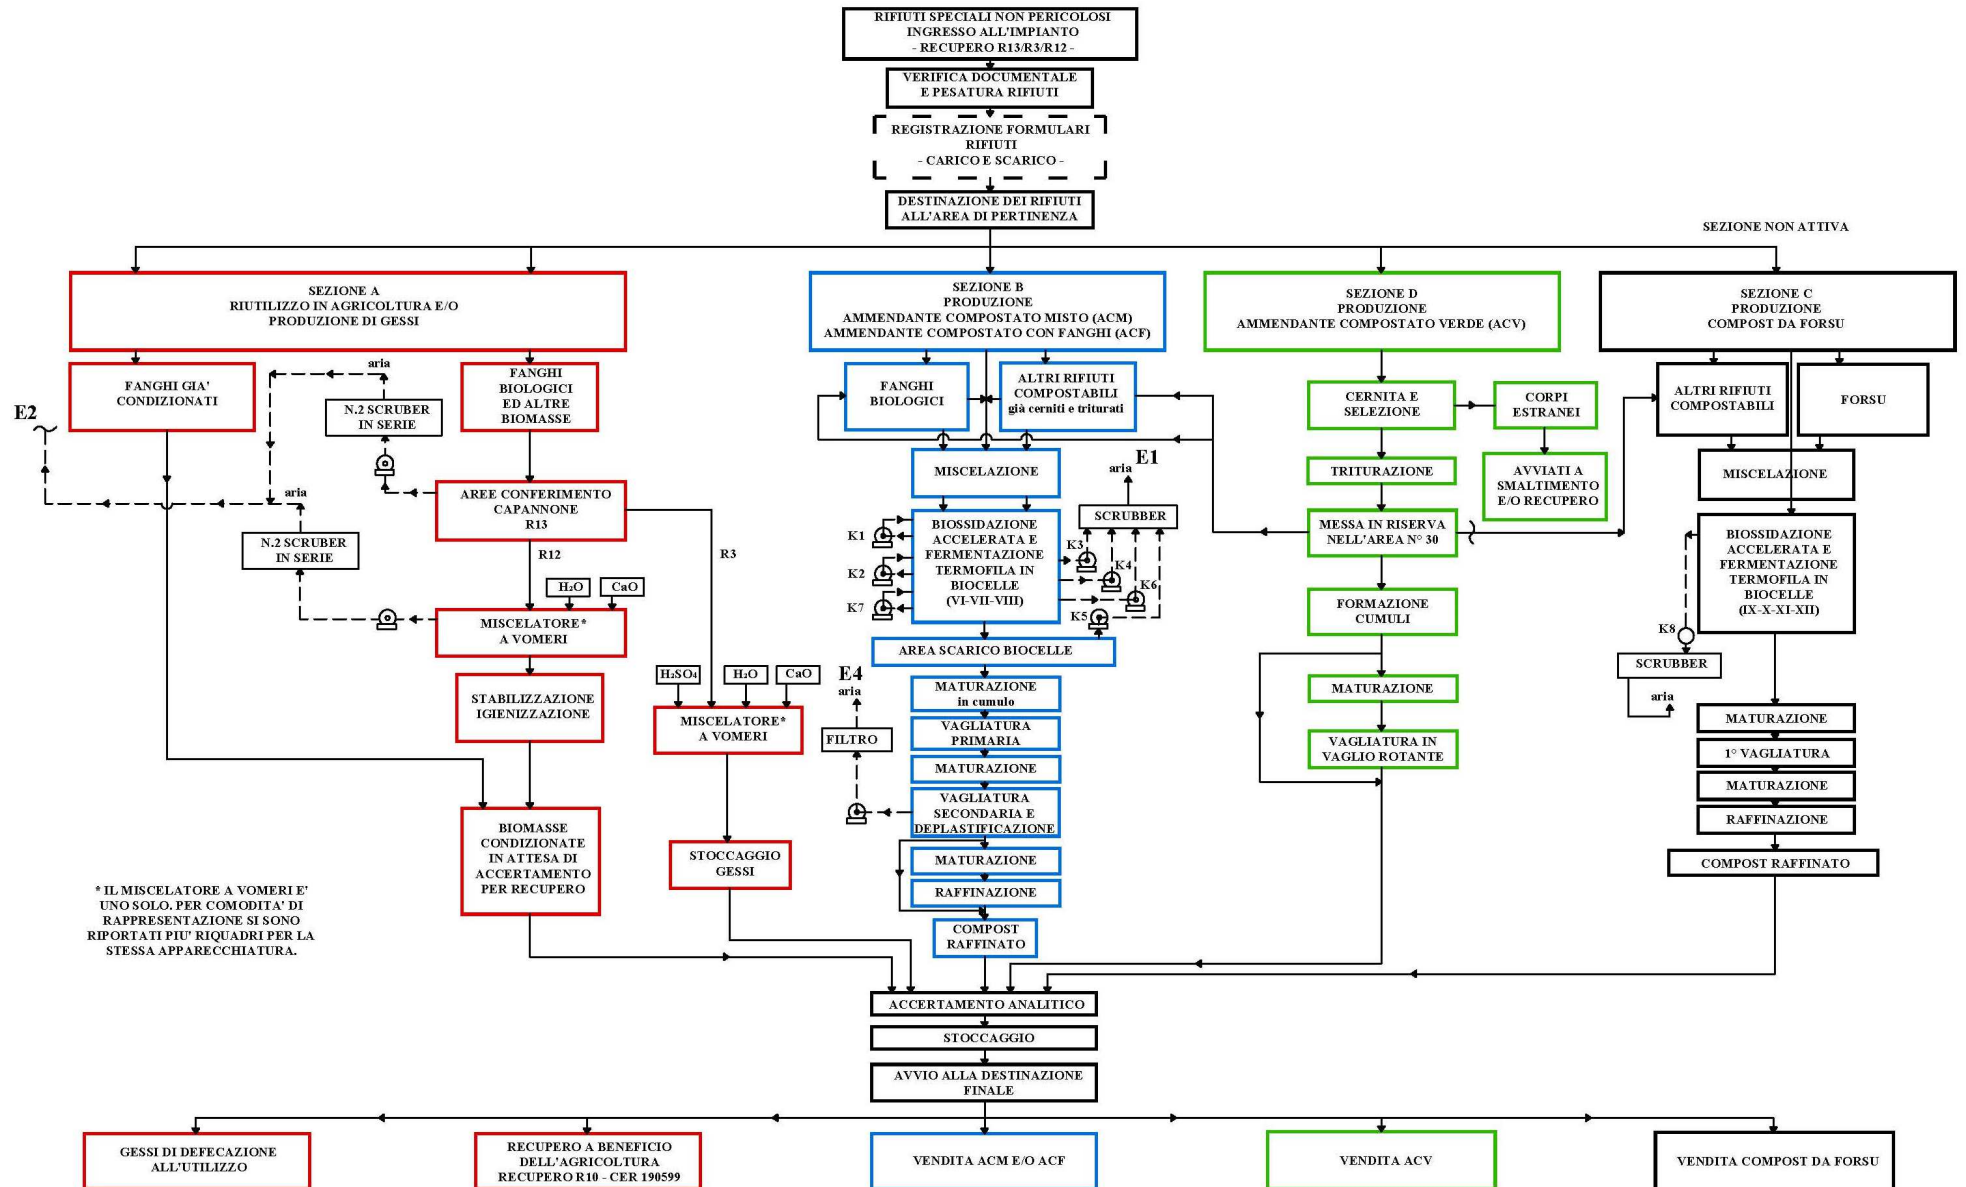 RIFIUTI SPECIALI NON PERICOLOSI
INGRESSO ALL'IMPIANTO
- RECUPERO R13/R3/R12 -
VERIFICA DOCUMENTALE
E PESATURA RIFIUTI
REGISTRAZIONE FORMULARI
RIFIUTI
- CARICO E SCARICO -
DESTINAZIONE DEI RIFIUTI
ALL'AREA DI PERTINENZA
SEZIONE NON ATTIVA
SEZIONE A
RIUTILIZZO IN AGRICOLTURA E/O
PRODUZIONE DI GESSI
FANGHI GIA'
CONDIZIONATI
FANGHI
BIOLOGICI
ED ALTRE
BIOMASSE
aria
N.2 SCRUBER
IN SERIE
E2
aria
N.2 SCRUBER
IN SERIE
AREE CONFERIMENTO
CAPANNONE
R13
R12
R3
H₂O
CaO
MISCELATORE*
A VOMERI
STABILIZZAZIONE
IGIENIZZAZIONE
H₂SO₄
H₂O
CaO
MISCELATORE*
A VOMERI
BIOMASSE
CONDIZIONATE
IN ATTESA DI
ACCERTAMENTO
PER RECUPERO
STOCCAGGIO
GESSI
* IL MISCELATORE A VOMERI E'
UNO SOLO. PER COMODITA' DI
RAPPRESENTAZIONE SI SONO
RIPORTATI PIU' RIQUADRI PER LA
STESSA APPARECCHIATURA.
SEZIONE B
PRODUZIONE
AMMENDANTE COMPOSTATO MISTO (ACM)
AMMENDANTE COMPOSTATO CON FANGHI (ACF)
FANGHI
BIOLOGICI
ALTRI RIFIUTI
COMPOSTABILI
già cerniti e triturati
MISCELAZIONE
aria
E1
SCRUBBER
BIOSSIDAZIONE
ACCELERATA E
FERMENTAZIONE
TERMOFILA IN
BIOCELLE
(VI-VII-VIII)
K1
K2
K7
K3
K4
K6
K5
AREA SCARICO BIOCELLE
E4
aria
FILTRO
MATURAZIONE
in cumulo
VAGLIATURA
PRIMARIA
MATURAZIONE
VAGLIATURA
SECONDARIA E
DEPLASTIFICAZIONE
MATURAZIONE
RAFFINAZIONE
COMPOST
RAFFINATO
SEZIONE D
PRODUZIONE
AMMENDANTE COMPOSTATO VERDE (ACV)
CERNITA E
SELEZIONE
CORPI
ESTRANEI
TRITURAZIONE
AVVIATI A
SMALTIMENTO
E/O RECUPERO
MESSA IN RISERVA
NELL'AREA N° 30
FORMAZIONE
CUMULI
MATURAZIONE
VAGLIATURA IN
VAGLIO ROTANTE
SEZIONE C
PRODUZIONE
COMPOST DA FORSU
ALTRI RIFIUTI
COMPOSTABILI
FORSU
MISCELAZIONE
BIOSSIDAZIONE
ACCELERATA E
FERMENTAZIONE
TERMOFILA IN
BIOCELLE
(IX-X-XI-XII)
K8
SCRUBBER
aria
MATURAZIONE
1° VAGLIATURA
MATURAZIONE
RAFFINAZIONE
COMPOST RAFFINATO
ACCERTAMENTO ANALITICO
STOCCAGGIO
AVVIO ALLA DESTINAZIONE
FINALE
GESSI DI DEFECAZIONE
ALL'UTILIZZO
RECUPERO A BENEFICIO
DELL'AGRICOLTURA
RECUPERO R10 - CER 190599
VENDITA ACM E/O ACF
VENDITA ACV
VENDITA COMPOST DA FORSU